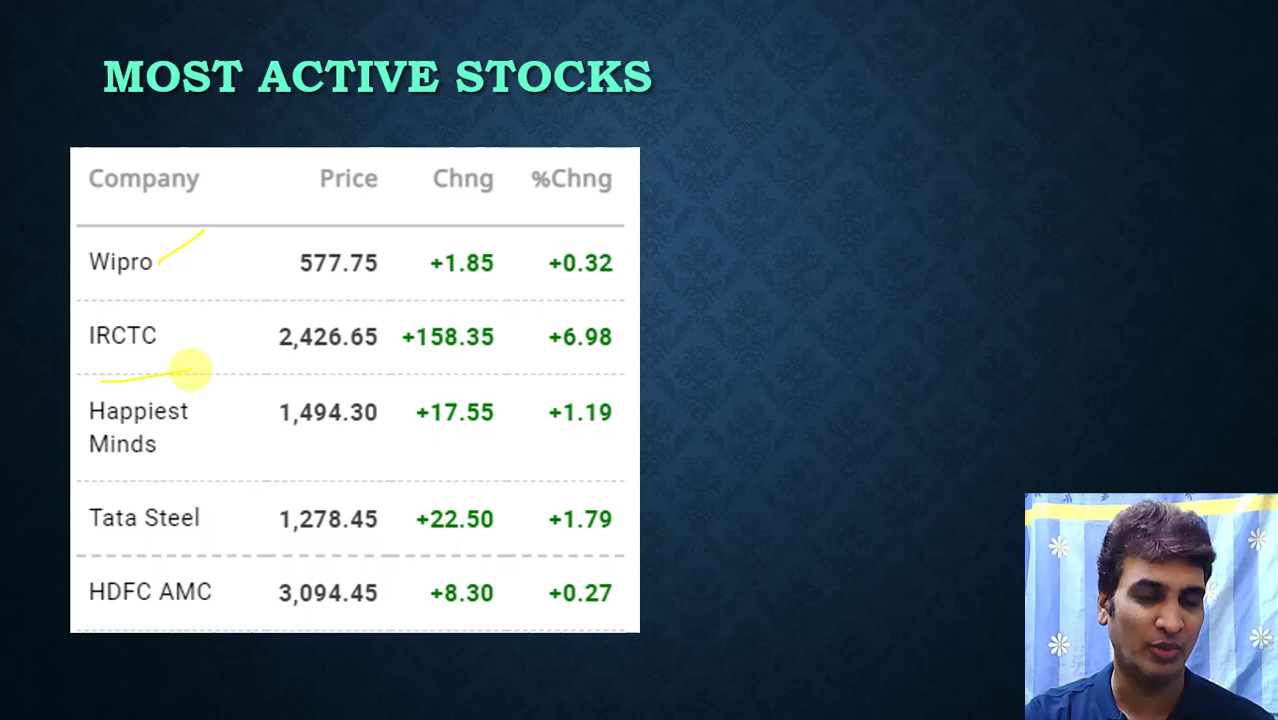 MOST ACTIVE STOCKS
Company Price Chng %Chng
Wipro 577.75 +1.85 +0.32
IRCTC 2,426.65 +158.35 +6.98
Happiest 1,494.30 +17.55 +1.19
Minds
Tata Steel 1,278.45 +22.50 +1.79
HDFC AMC 3,094.45 +8.30 +0.27